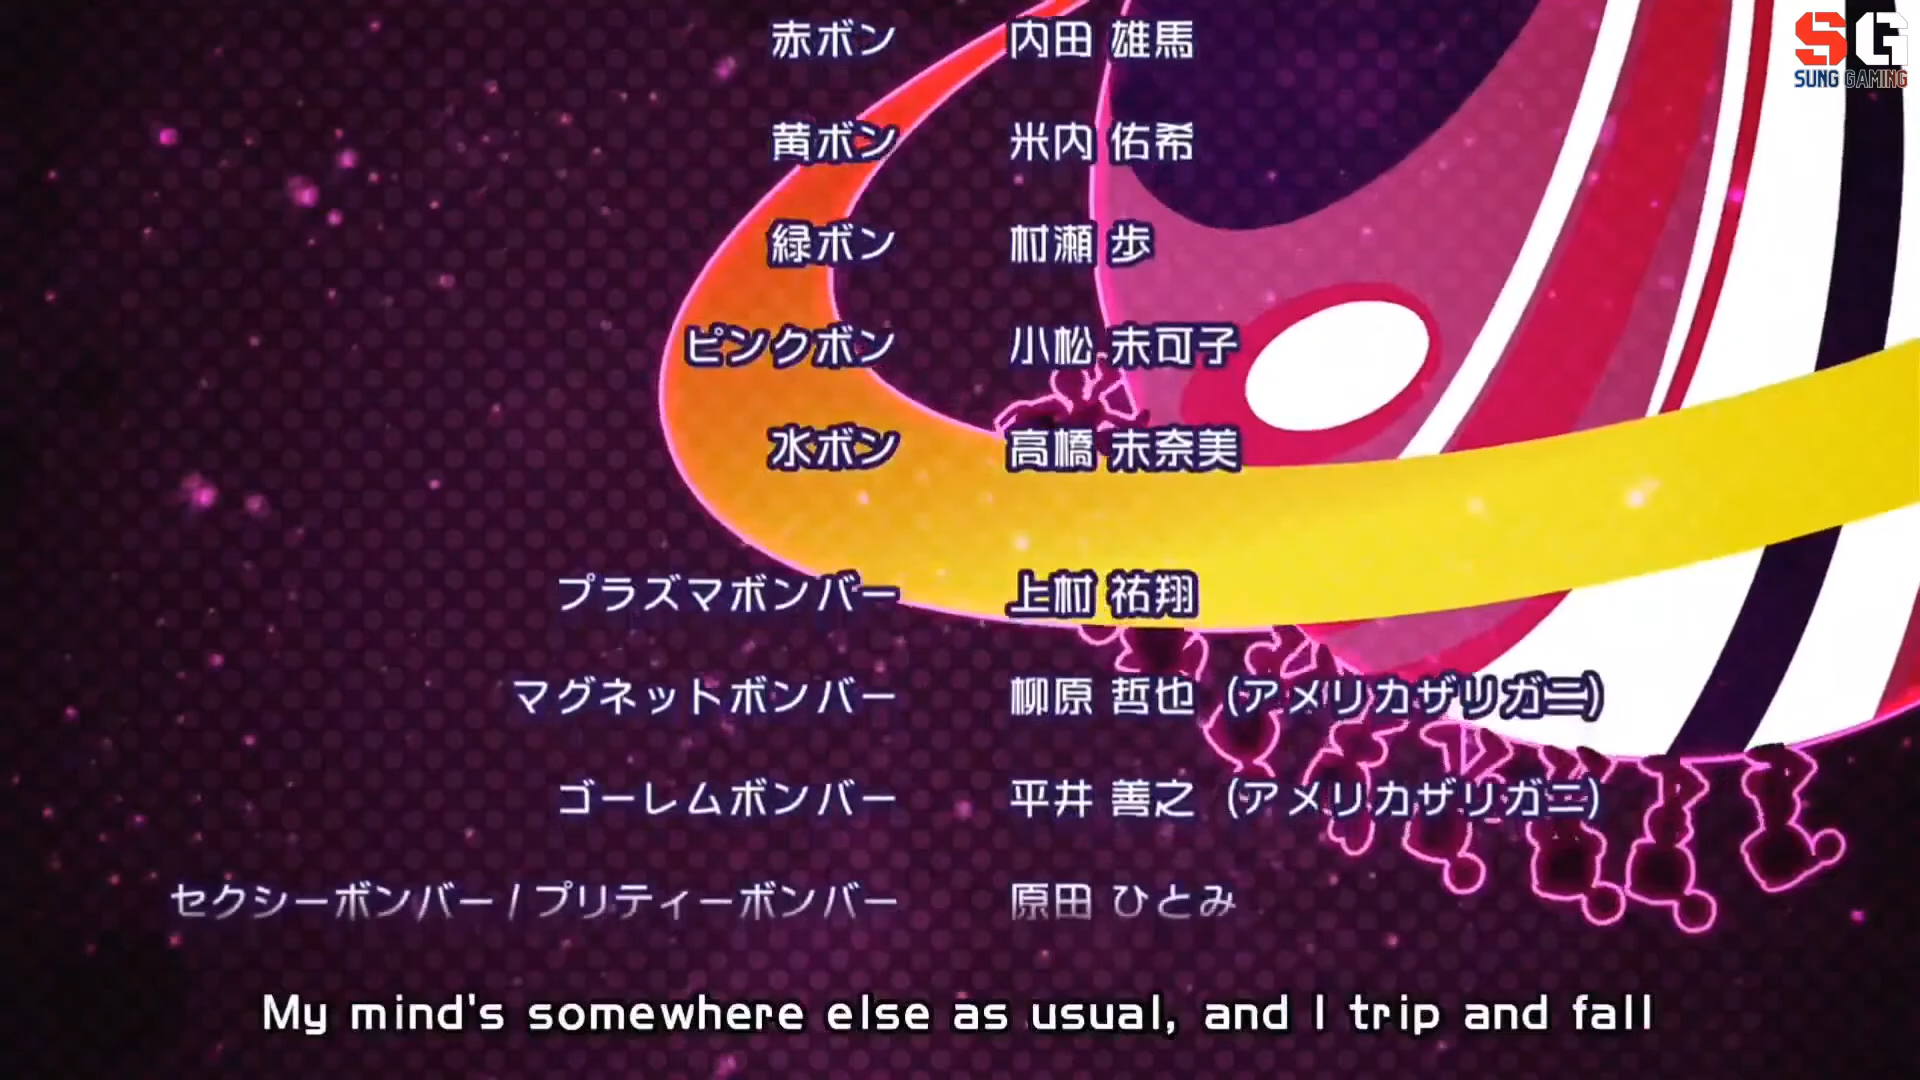 SG
SUNG GAMING
赤ボン 内田 雄馬
黄ボン 米内 佑希
緑ボン 村瀬 歩
ピンクボン 小松 未可子
水ボン 高橋 未奈美
プラズマボンバー 上村 祐翔
マグネットボンバー 柳原 哲也 (アメリカザリガニ)
ゴーレムボンバー 平井 善之 (アメリカザリガニ)
セクシーボンバー / プリティーボンバー 原田 ひとみ
My mind's somewhere else as usual, and I trip and fall